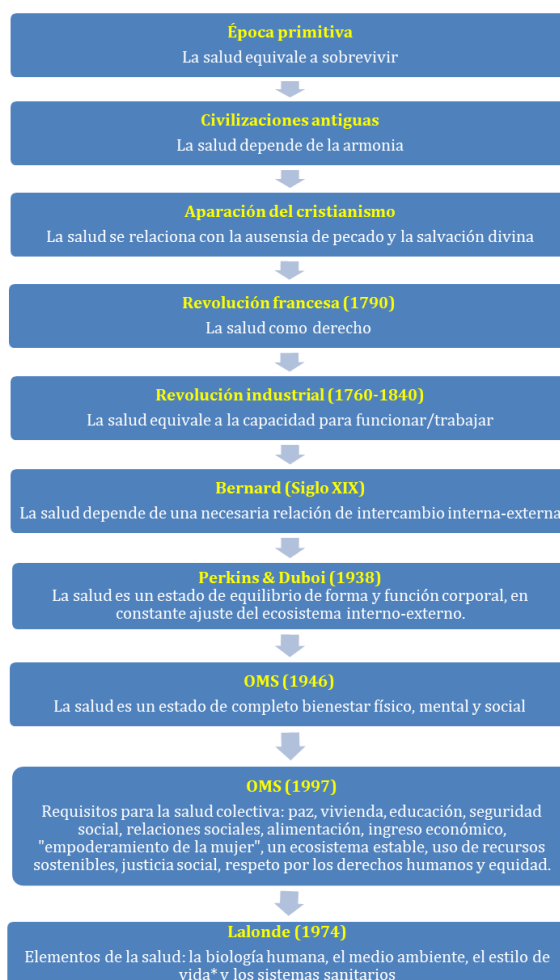 Época primitiva
La salud equivale a sobrevivir
Civilizaciones antiguas
La salud depende de la armonia
Aparación del cristianismo
La salud se relaciona con la ausensia de pecado y la salvación divina
Revolución francesa (1790)
La salud como derecho
Revolución industrial (1760-1840)
La salud equivale a la capacidad para funcionar/trabajar
Bernard (Siglo XIX)
La salud depende de una necesaria relación de intercambio interna-externa
Perkins & Duboi (1938)
La salud es un estado de equilibrio de forma y función corporal, en
constante ajuste del ecosistema interno-externo.
OMS (1946)
La salud es un estado de completo bienestar físico, mental y social
OMS (1997)
Requisitos para la salud colectiva: paz, vivienda, educación, seguridad
social, relaciones sociales, alimentación, ingreso económico,
"empoderamiento de la mujer", un ecosistema estable, uso de recursos
sostenibles, justicia social, respeto por los derechos humanos y equidad.
Lalonde (1974)
Elementos de la salud: la biología humana, el medio ambiente, el estilo de
vida* y los sistemas sanitarios